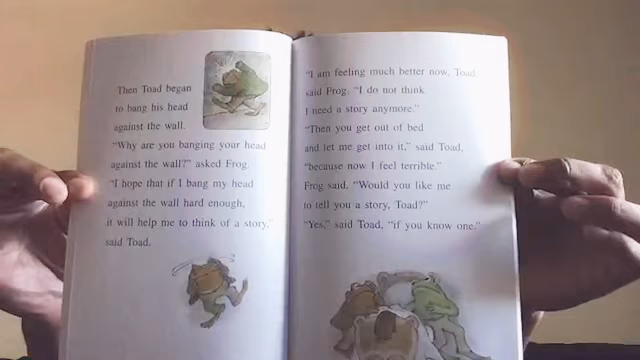 Then Toad began
to bang his head
against the wall.
"Why are you banging your head
against the wall?" asked Frog.
"I hope that if I bang my head
against the wall hard enough,
it will help me to think of a story,"
said Toad.
"I am feeling much better now, Toad,"
said Frog. "I do not think
I need a story anymore."
"Then you get out of bed
and let me get into it," said Toad,
"because now I feel terrible."
Frog said, "Would you like me
to tell you a story, Toad?"
"Yes," said Toad, "if you know one."